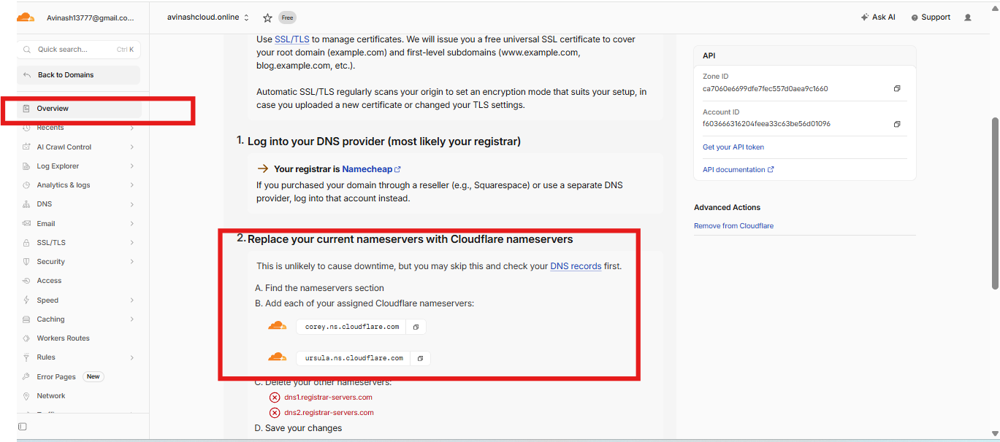 Avinash13777@gmail.co...
avinashcloud.online
Free
Ask AI
Support
Quick search...
Ctrl K
Back to Domains
Overview
Recents
AI Crawl Control
Log Explorer
Analytics & logs
DNS
Email
SSL/TLS
Security
Access
Speed
Caching
Workers Routes
Rules
Error Pages New
Network
Use SSL/TLS to manage certificates. We will issue you a free universal SSL certificate to cover
your root domain (example.com) and first-level subdomains (www.example.com,
blog.example.com, etc.).
Automatic SSL/TLS regularly scans your origin to set an encryption mode that suits your setup, in
case you uploaded a new certificate or changed your TLS settings.
1. Log into your DNS provider (most likely your registrar)
Your registrar is Namecheap
If you purchased your domain through a reseller (e.g., Squarespace) or use a separate DNS
provider, log into that account instead.
2. Replace your current nameservers with Cloudflare nameservers
This is unlikely to cause downtime, but you may skip this and check your DNS records first.
A. Find the nameservers section
B. Add each of your assigned Cloudflare nameservers:
corey.ns.cloudflare.com
ursula.ns.cloudflare.com
C. Delete your other nameservers:
dns1.registrar-servers.com
dns2.registrar-servers.com
D. Save your changes
API
Zone ID
ca7060e6699dfe7fec557d0aea9c1660
Account ID
f603666316204feea33c63be56d01096
Get your API token
API documentation
Advanced Actions
Remove from Cloudflare